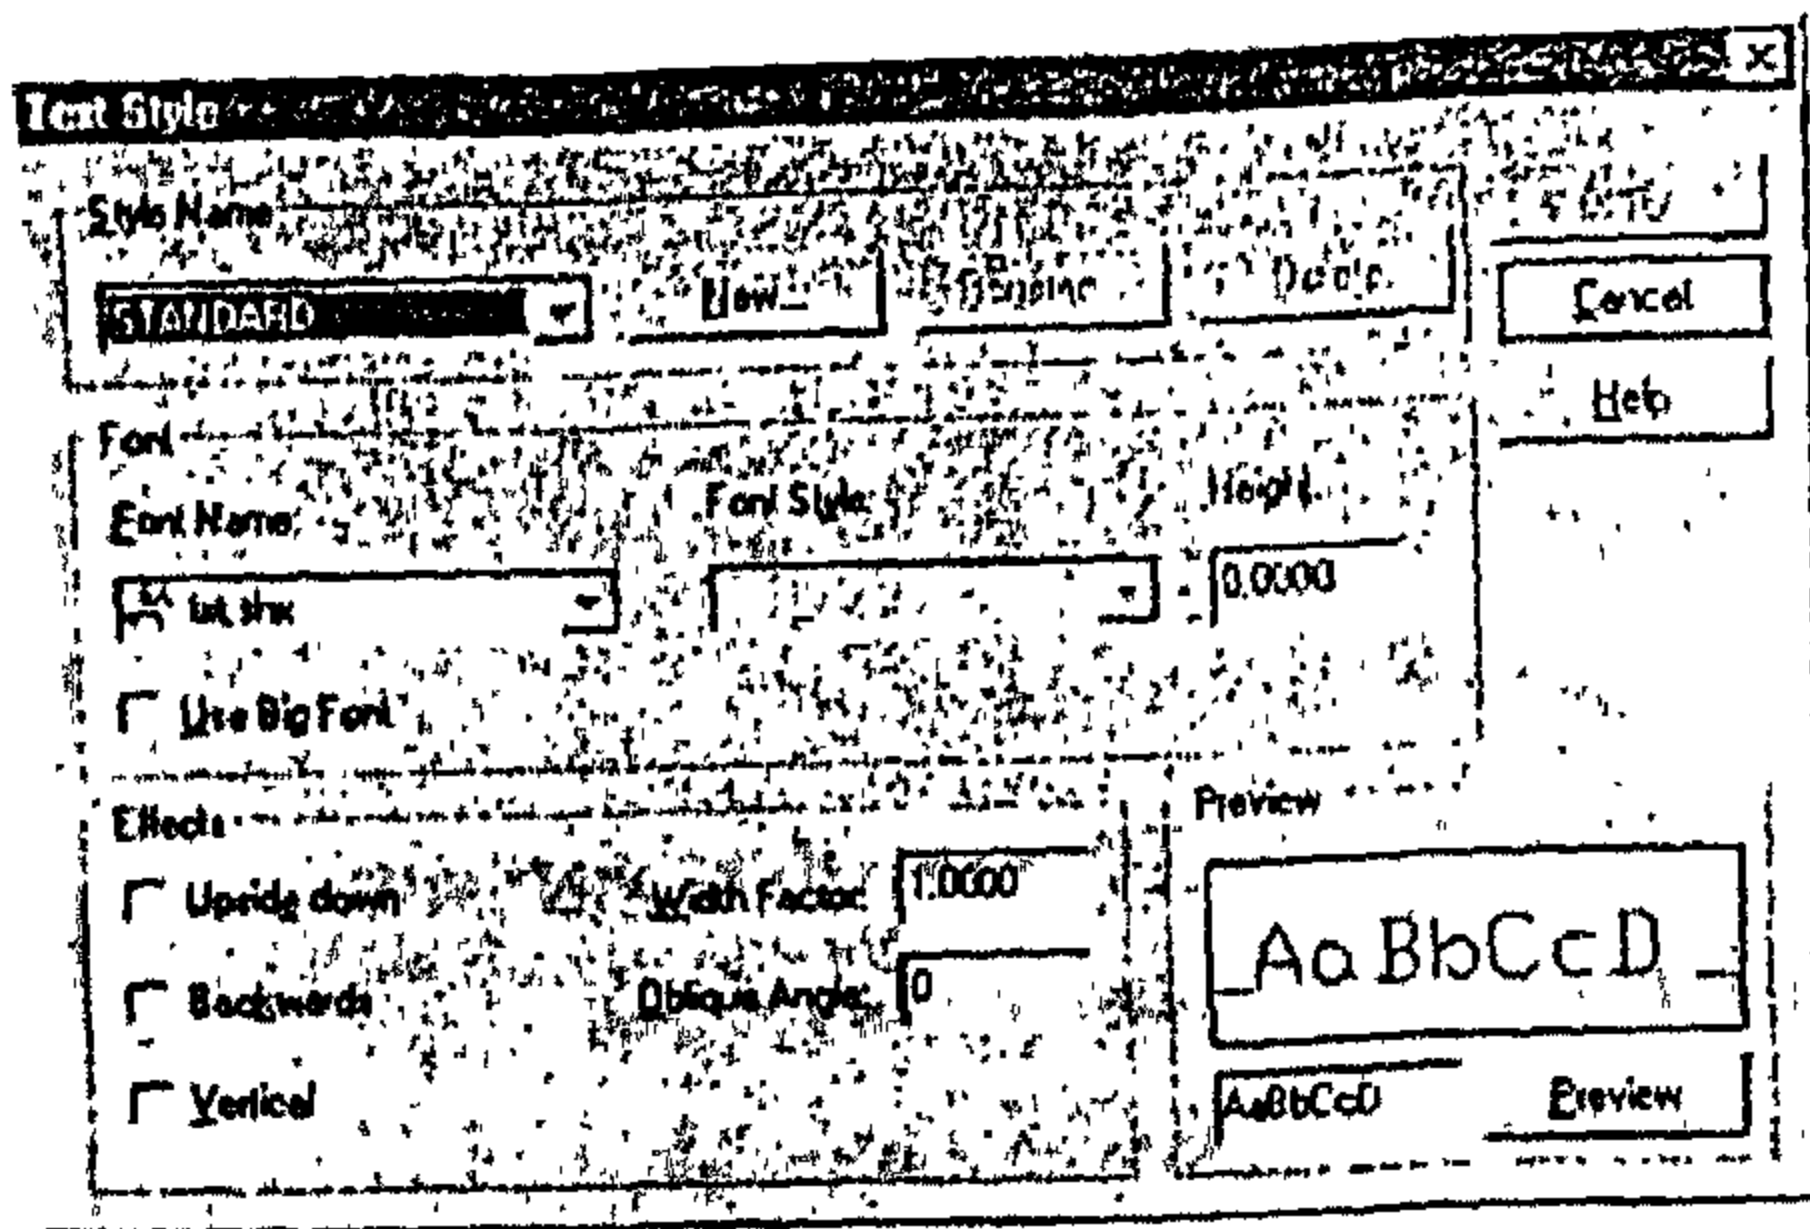 Text Style
Style Name
STANDARD New... Rename Delete Apply
Cancel
Help
Font
Font Name: Font Style: Height:
txt.shx 0.0000
Use Big Font
Effects Preview
Upside down Width Factor: 1.0000
AaBbCcD
Backwards Oblique Angle: 0
Vertical AaBbCcD Preview